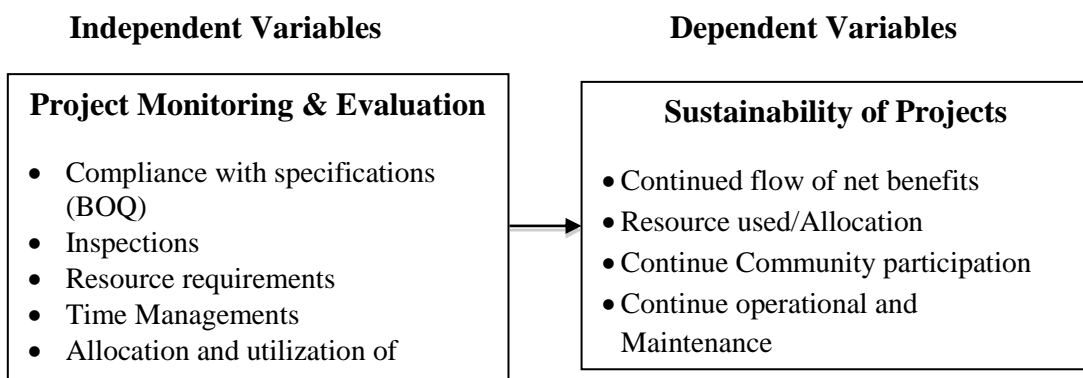 Independent Variables
Dependent Variables
Project Monitoring & Evaluation
• Compliance with specifications
(BOQ)
• Inspections
• Resource requirements
• Time Managements
• Allocation and utilization of
Sustainability of Projects
• Continued flow of net benefits
• Resource used/Allocation
• Continue Community participation
• Continue operational and
Maintenance